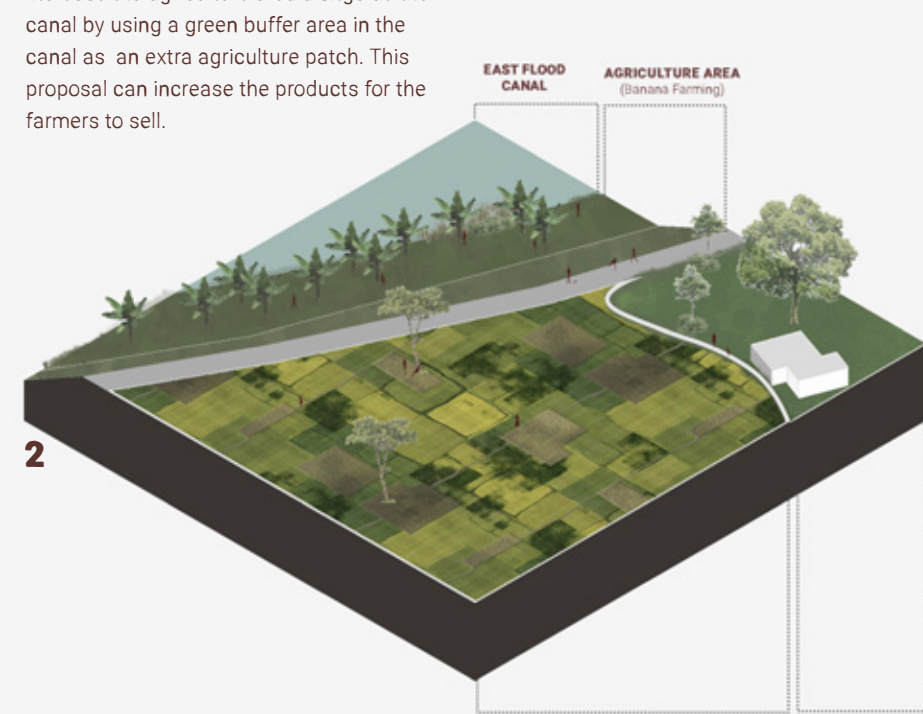 canal by using a green buffer area in the
canal as an extra agriculture patch. This
proposal can increase the products for the
farmers to sell.
EAST FLOOD
CANAL
AGRICULTURE AREA
(Banana Farming)
2